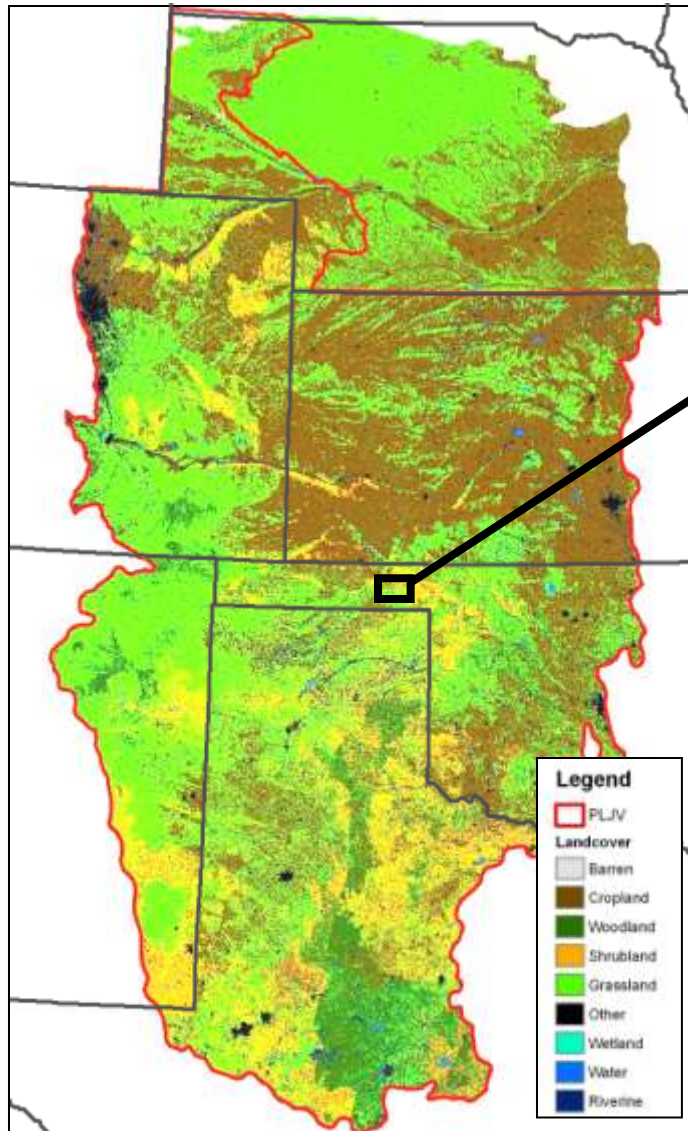 Legend
PLJV
Landcover
Barren
Cropland
Woodland
Shrubland
Grassland
Other
Wetland
Water
Riverine